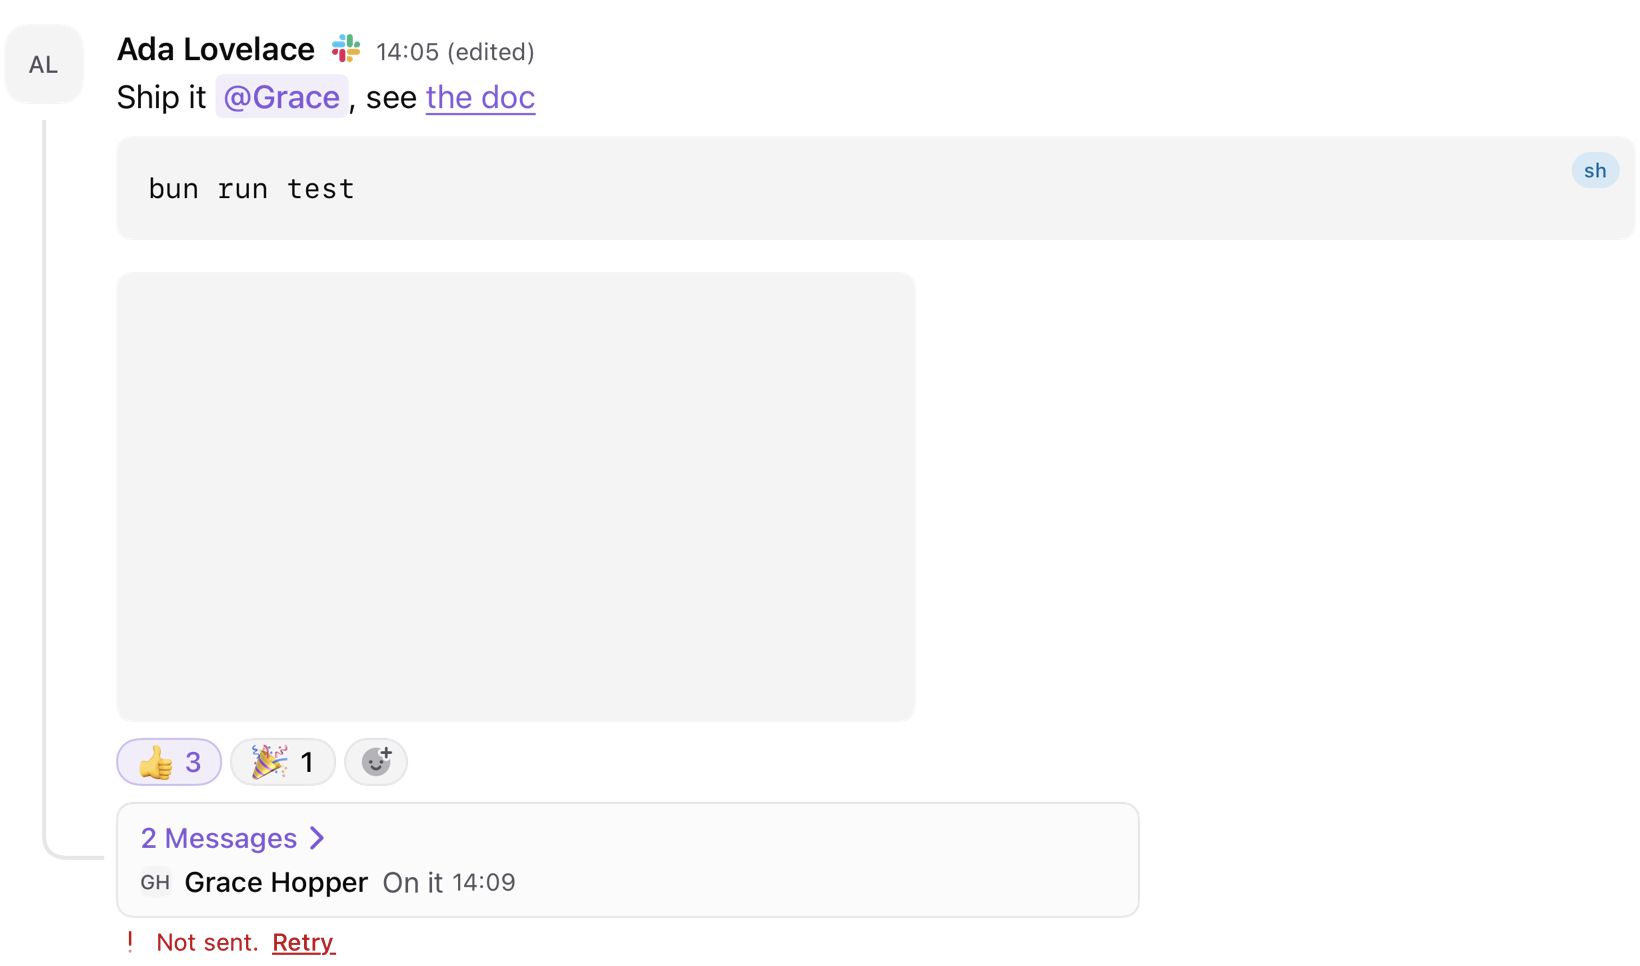 AL
Ada Lovelace 14:05 (edited)
Ship it @Grace, see the doc
sh
bun run test
👍 3 🎉 1
2 Messages >
GH Grace Hopper On it 14:09
! Not sent. Retry